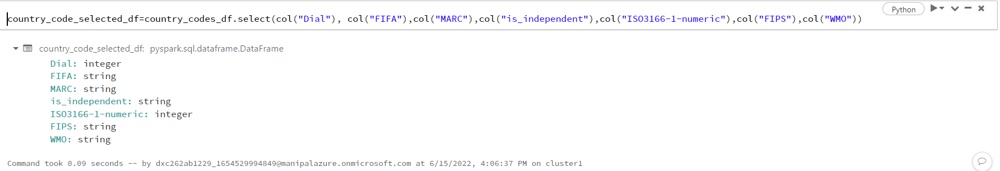 Python
country_code_selected_df=country_codes_df.select(col("Dial"), col("FIFA"),col("MARC"),col("is_independent"),col("ISO3166-1-numeric"),col("FIPS"),col("WMO"))
country_code_selected_df: pyspark.sql.dataframe.DataFrame
Dial: integer
FIFA: string
MARC: string
is_independent: string
ISO3166-1-numeric: integer
FIPS: string
WMO: string
Command took 0.09 seconds -- by dxc262ab1229_1654529994849@manipalazure.onmicrosoft.com at 6/15/2022, 4:06:37 PM on cluster1